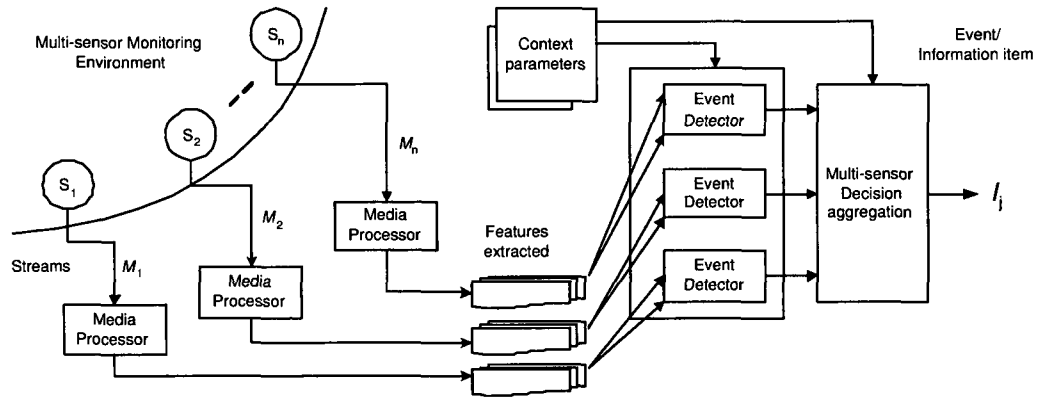 Multi-sensor Monitoring
Environment
Sn
S2
S1
Streams
M1
M2
Mn
Media
Processor
Media
Processor
Media
Processor
Features
extracted
Context
parameters
Event
Detector
Event
Detector
Event
Detector
Multi-sensor
Decision
aggregation
Event/
Information item
Ij